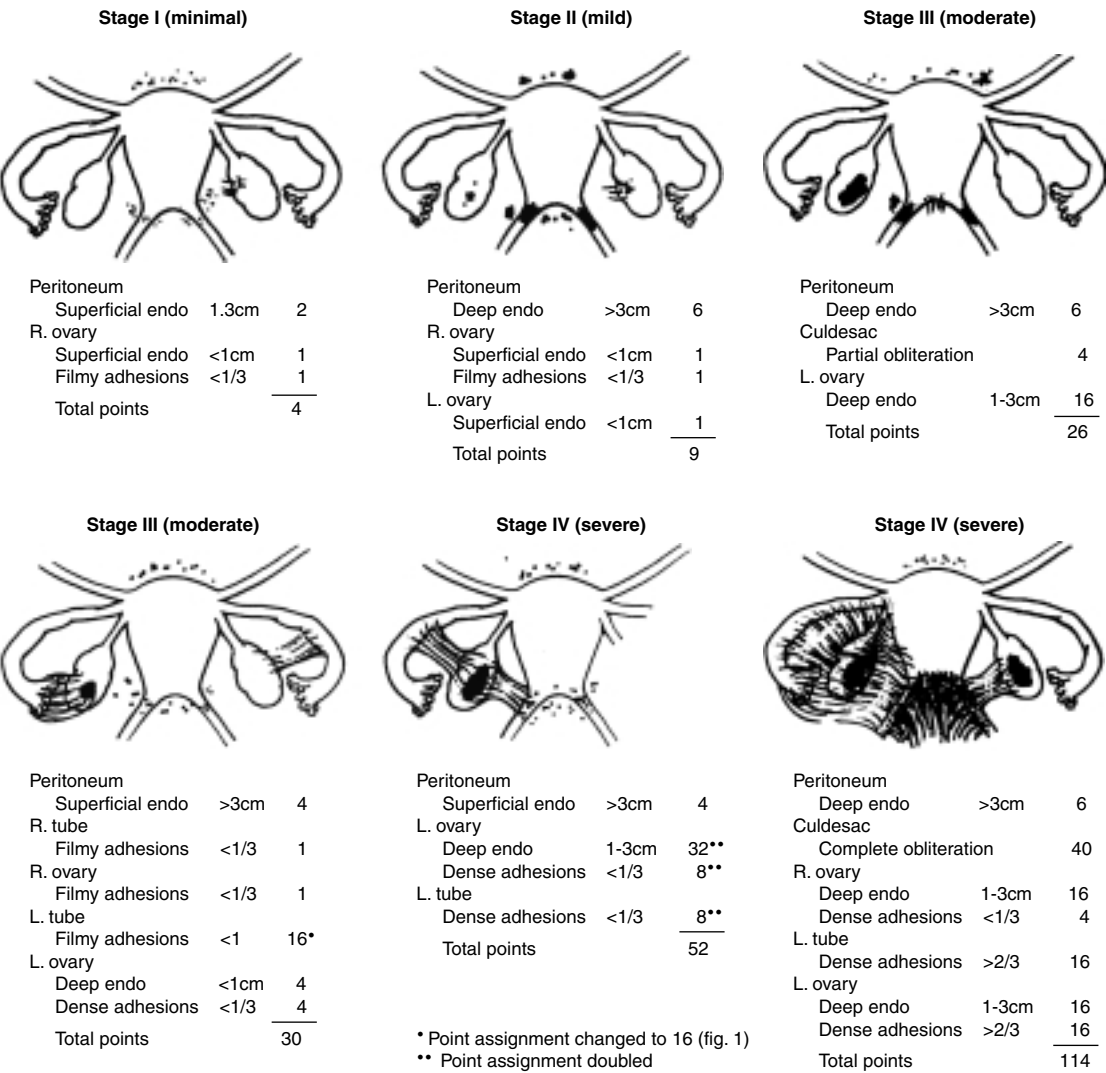 Stage I (minimal)
Peritoneum
Superficial endo 1.3cm 2
R. ovary
Superficial endo <1cm 1
Filmy adhesions <1/3 1
Total points 4
Stage II (mild)
Peritoneum
Deep endo >3cm 6
R. ovary
Superficial endo <1cm 1
Filmy adhesions <1/3 1
L. ovary
Superficial endo <1cm 1
Total points 9
Stage III (moderate)
Peritoneum
Deep endo >3cm 6
Culdesac
Partial obliteration 4
L. ovary
Deep endo 1-3cm 16
Total points 26
Stage III (moderate)
Peritoneum
Superficial endo >3cm 4
R. tube
Filmy adhesions <1/3 1
R. ovary
Filmy adhesions <1/3 1
L. tube
Filmy adhesions <1 16•
L. ovary
Deep endo <1cm 4
Dense adhesions <1/3 4
Total points 30
Stage IV (severe)
Peritoneum
Superficial endo >3cm 4
L. ovary
Deep endo 1-3cm 32••
Dense adhesions <1/3 8••
L. tube
Dense adhesions <1/3 8••
Total points 52
• Point assignment changed to 16 (fig. 1)
•• Point assignment doubled
Stage IV (severe)
Peritoneum
Deep endo >3cm 6
Culdesac
Complete obliteration 40
R. ovary
Deep endo 1-3cm 16
Dense adhesions <1/3 4
L. tube
Dense adhesions >2/3 16
L. ovary
Deep endo 1-3cm 16
Dense adhesions >2/3 16
Total points 114